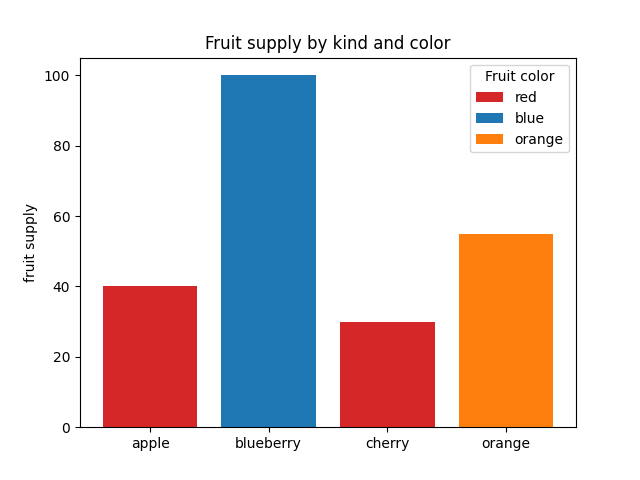 Fruit supply by kind and color
fruit supply
100
80
60
40
20
0
Fruit color
red
blue
orange
apple
blueberry
cherry
orange